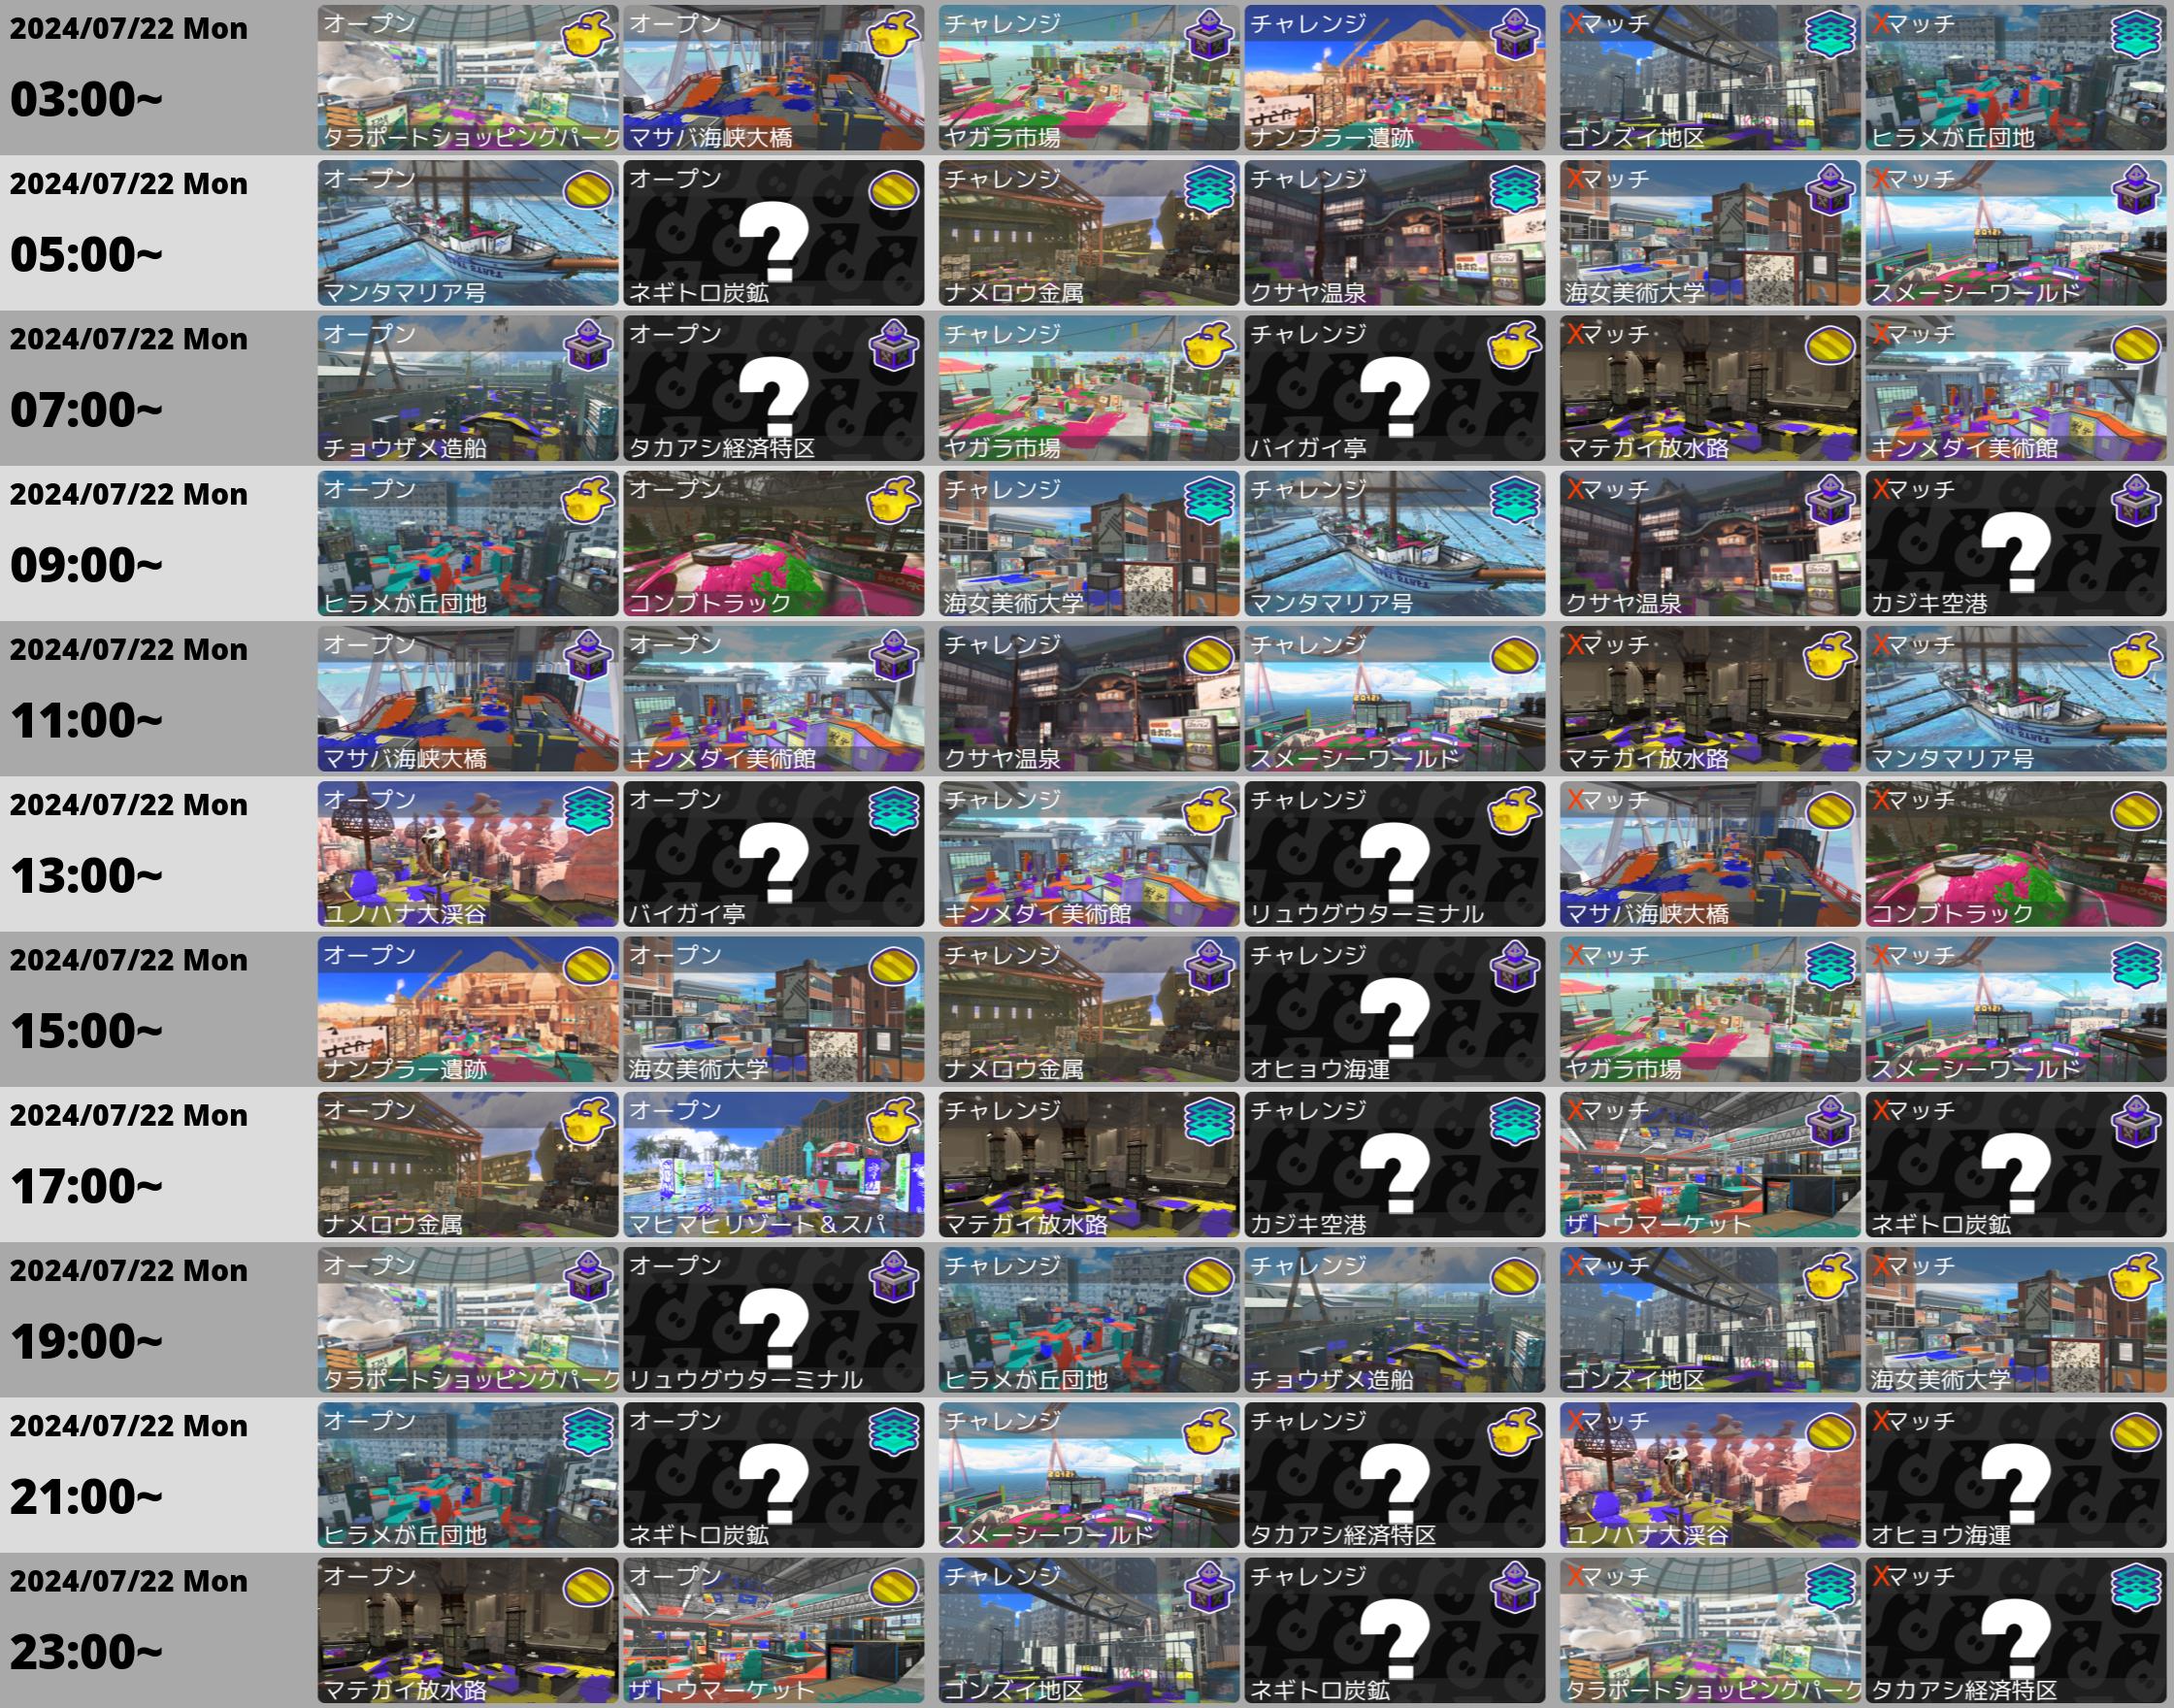 2024/07/22 Mon
03:00~
オープン
タラポートショッピングパーク
オープン
マサバ海峡大橋
チャレンジ
ヤガラ市場
チャレンジ
ナンプラー遺跡
Xマッチ
ゴンズイ地区
Xマッチ
ヒラメが丘団地
2024/07/22 Mon
05:00~
オープン
マンタマリア号
オープン
?
ネギトロ炭鉱
チャレンジ
ナメロウ金属
チャレンジ
クサヤ温泉
Xマッチ
海女美術大学
Xマッチ
スメーシーワールド
2024/07/22 Mon
07:00~
オープン
チョウザメ造船
オープン
?
タカアシ経済特区
チャレンジ
ヤガラ市場
チャレンジ
?
バイガイ亭
Xマッチ
マテガイ放水路
Xマッチ
キンメダイ美術館
2024/07/22 Mon
09:00~
オープン
ヒラメが丘団地
オープン
コンブトラック
チャレンジ
海女美術大学
チャレンジ
マンタマリア号
Xマッチ
クサヤ温泉
Xマッチ
?
カジキ空港
2024/07/22 Mon
11:00~
オープン
マサバ海峡大橋
オープン
キンメダイ美術館
チャレンジ
クサヤ温泉
チャレンジ
スメーシーワールド
Xマッチ
マテガイ放水路
Xマッチ
マンタマリア号
2024/07/22 Mon
13:00~
オープン
ユノハナ大渓谷
オープン
?
バイガイ亭
チャレンジ
キンメダイ美術館
チャレンジ
?
リュウグウターミナル
Xマッチ
マサバ海峡大橋
Xマッチ
コンブトラック
2024/07/22 Mon
15:00~
オープン
ナンプラー遺跡
オープン
海女美術大学
チャレンジ
ナメロウ金属
チャレンジ
?
オヒョウ海運
Xマッチ
ヤガラ市場
Xマッチ
スメーシーワールド
2024/07/22 Mon
17:00~
オープン
ナメロウ金属
オープン
マヒマヒリゾート＆スパ
チャレンジ
マテガイ放水路
チャレンジ
?
カジキ空港
Xマッチ
ザトウマーケット
Xマッチ
?
ネギトロ炭鉱
2024/07/22 Mon
19:00~
オープン
タラポートショッピングパーク
オープン
?
リュウグウターミナル
チャレンジ
ヒラメが丘団地
チャレンジ
チョウザメ造船
Xマッチ
ゴンズイ地区
Xマッチ
海女美術大学
2024/07/22 Mon
21:00~
オープン
ヒラメが丘団地
オープン
?
ネギトロ炭鉱
チャレンジ
スメーシーワールド
チャレンジ
?
タカアシ経済特区
Xマッチ
ユノハナ大渓谷
Xマッチ
?
オヒョウ海運
2024/07/22 Mon
23:00~
オープン
マテガイ放水路
オープン
ザトウマーケット
チャレンジ
ゴンズイ地区
チャレンジ
?
ネギトロ炭鉱
Xマッチ
タラポートショッピングパーク
Xマッチ
?
タカアシ経済特区